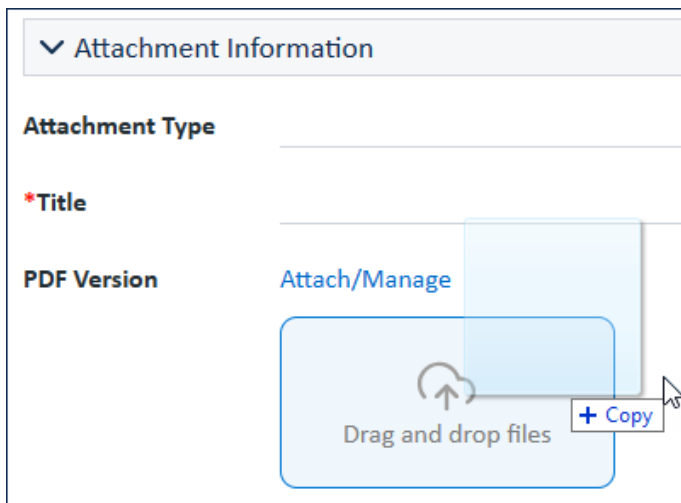 Attachment Information
Attachment Type
*Title
PDF Version Attach/Manage
Drag and drop files
+ Copy